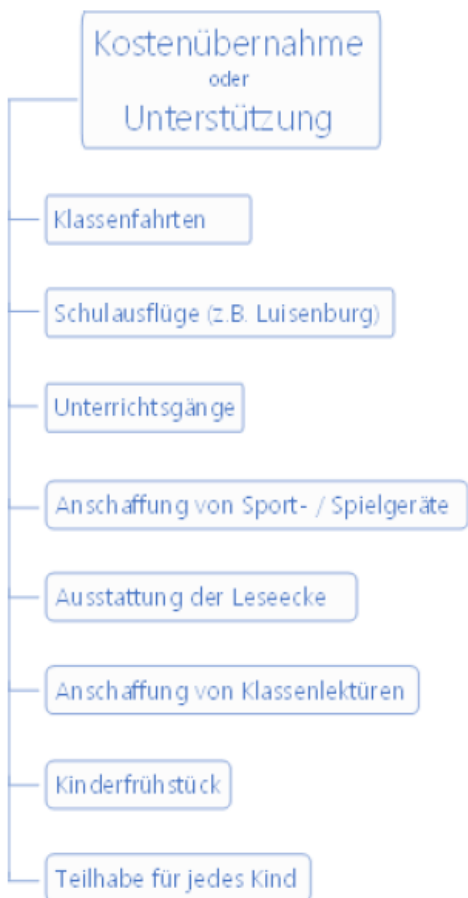 Kostenübernahme
oder
Unterstützung
Klassenfahrten
Schulausflüge (z.B. Luisenburg)
Unterrichtsgänge
Anschaffung von Sport- / Spielgeräte
Ausstattung der Leseecke
Anschaffung von Klassenlektüren
Kinderfrühstück
Teilhabe für jedes Kind